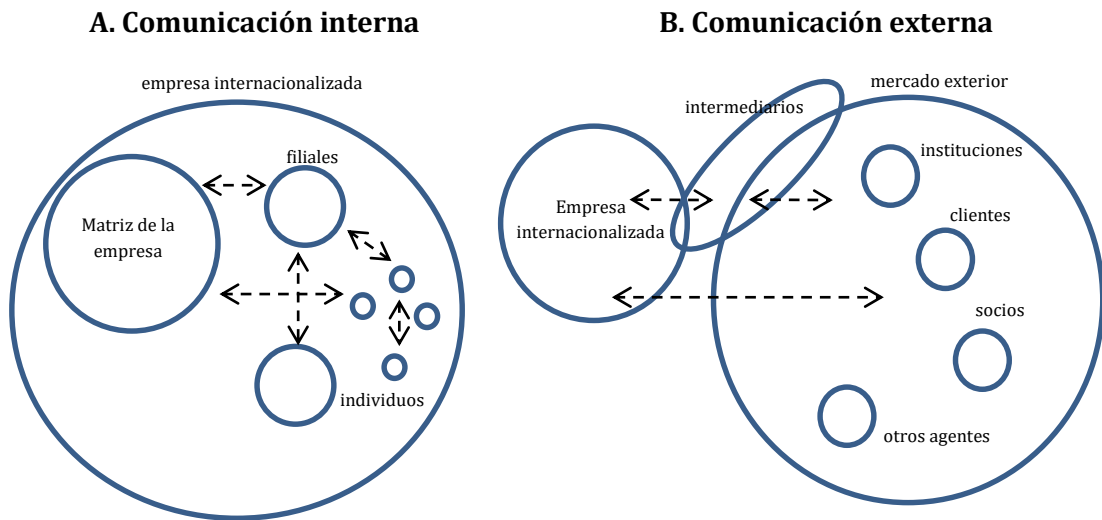 A. Comunicación interna
empresa internacionalizada
filiales
Matriz de la
empresa
individuos
B. Comunicación externa
mercado exterior
intermediarios
instituciones
Empresa
internacionalizada
clientes
socios
otros agentes